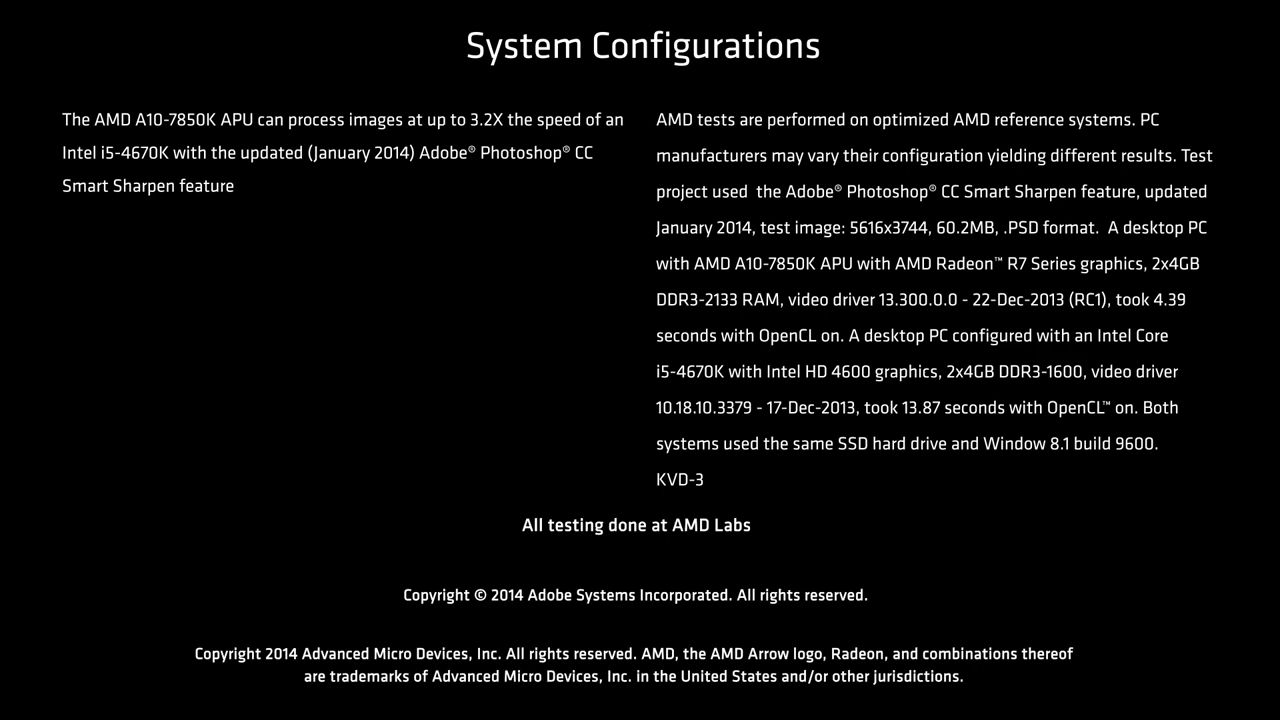 System Configurations
The AMD A10-7850K APU can process images at up to 3.2X the speed of an
Intel i5-4670K with the updated (January 2014) Adobe® Photoshop® CC
Smart Sharpen feature
AMD tests are performed on optimized AMD reference systems. PC
manufacturers may vary their configuration yielding different results. Test
project used  the Adobe® Photoshop® CC Smart Sharpen feature, updated
January 2014, test image: 5616x3744, 60.2MB, .PSD format.  A desktop PC
with AMD A10-7850K APU with AMD Radeon™ R7 Series graphics, 2x4GB
DDR3-2133 RAM, video driver 13.300.0.0 - 22-Dec-2013 (RC1), took 4.39
seconds with OpenCL on. A desktop PC configured with an Intel Core
i5-4670K with Intel HD 4600 graphics, 2x4GB DDR3-1600, video driver
10.18.10.3379 - 17-Dec-2013, took 13.87 seconds with OpenCL™ on. Both
systems used the same SSD hard drive and Window 8.1 build 9600.
KVD-3
All testing done at AMD Labs
Copyright © 2014 Adobe Systems Incorporated. All rights reserved.
Copyright 2014 Advanced Micro Devices, Inc. All rights reserved. AMD, the AMD Arrow logo, Radeon, and combinations thereof
are trademarks of Advanced Micro Devices, Inc. in the United States and/or other jurisdictions.